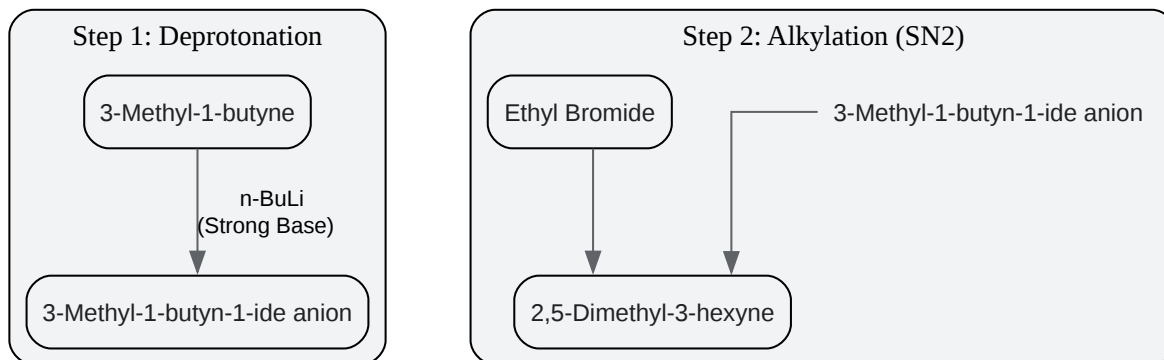 Step 1: Deprotonation
3-Methyl-1-butyne
n-BuLi
(Strong Base)
3-Methyl-1-butyn-1-ide anion
Step 2: Alkylation (SN2)
Ethyl Bromide
3-Methyl-1-butyn-1-ide anion
2,5-Dimethyl-3-hexyne